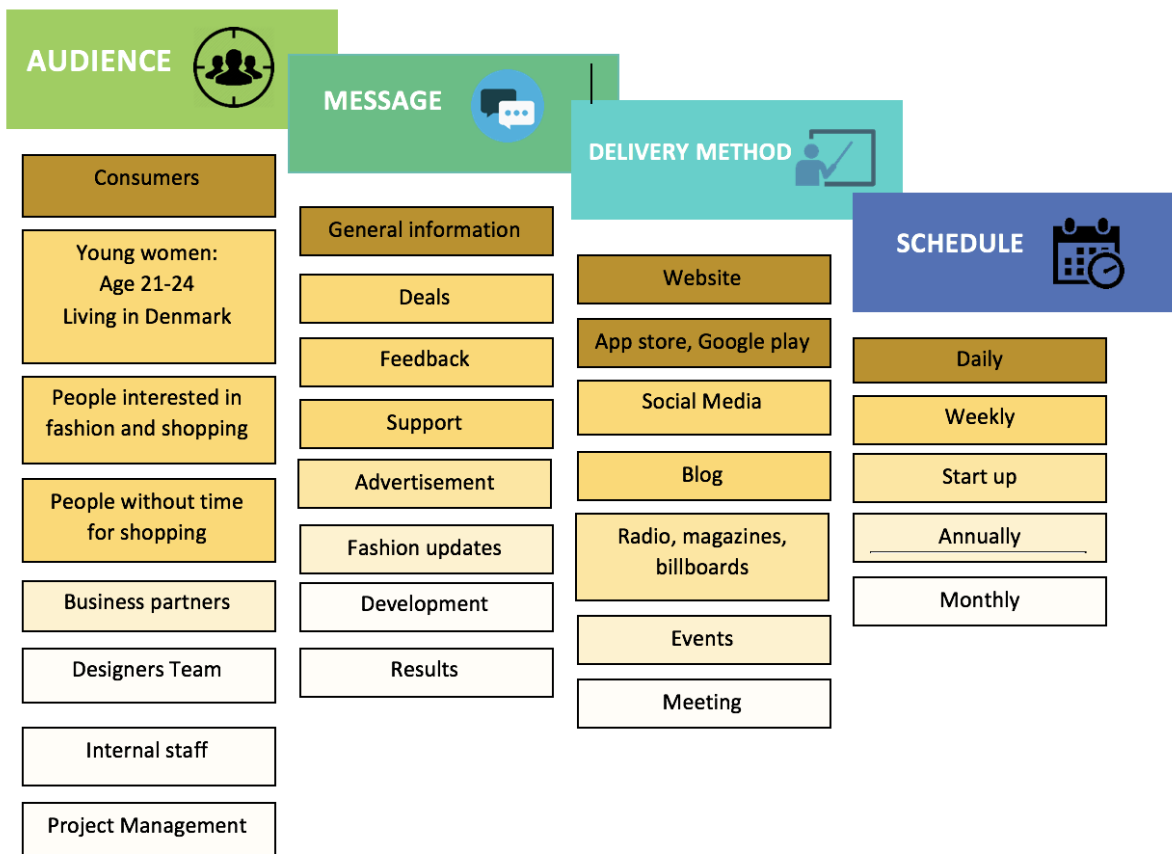 AUDIENCE
Consumers
Young women:
Age 21-24
Living in Denmark
People interested in
fashion and shopping
People without time
for shopping
Business partners
Designers Team
Internal staff
Project Management
MESSAGE
General information
Deals
Feedback
Support
Advertisement
Fashion updates
Development
Results
DELIVERY METHOD
Website
App store, Google play
Social Media
Blog
Radio, magazines,
billboards
Events
Meeting
SCHEDULE
Daily
Weekly
Start up
Annually
Monthly